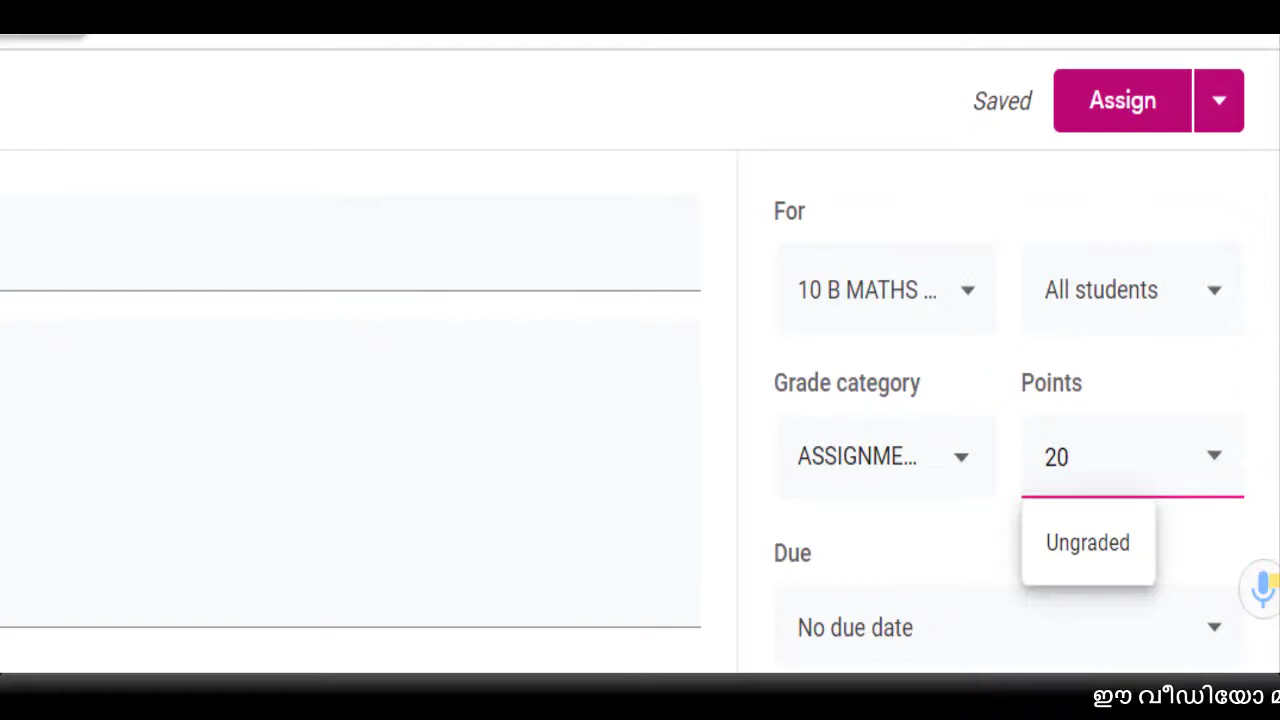 Saved Assign
For
10 B MATHS ... All students
Grade category Points
ASSIGNME... 20
Ungraded
Due
No due date
ഈ വീഡിയോ